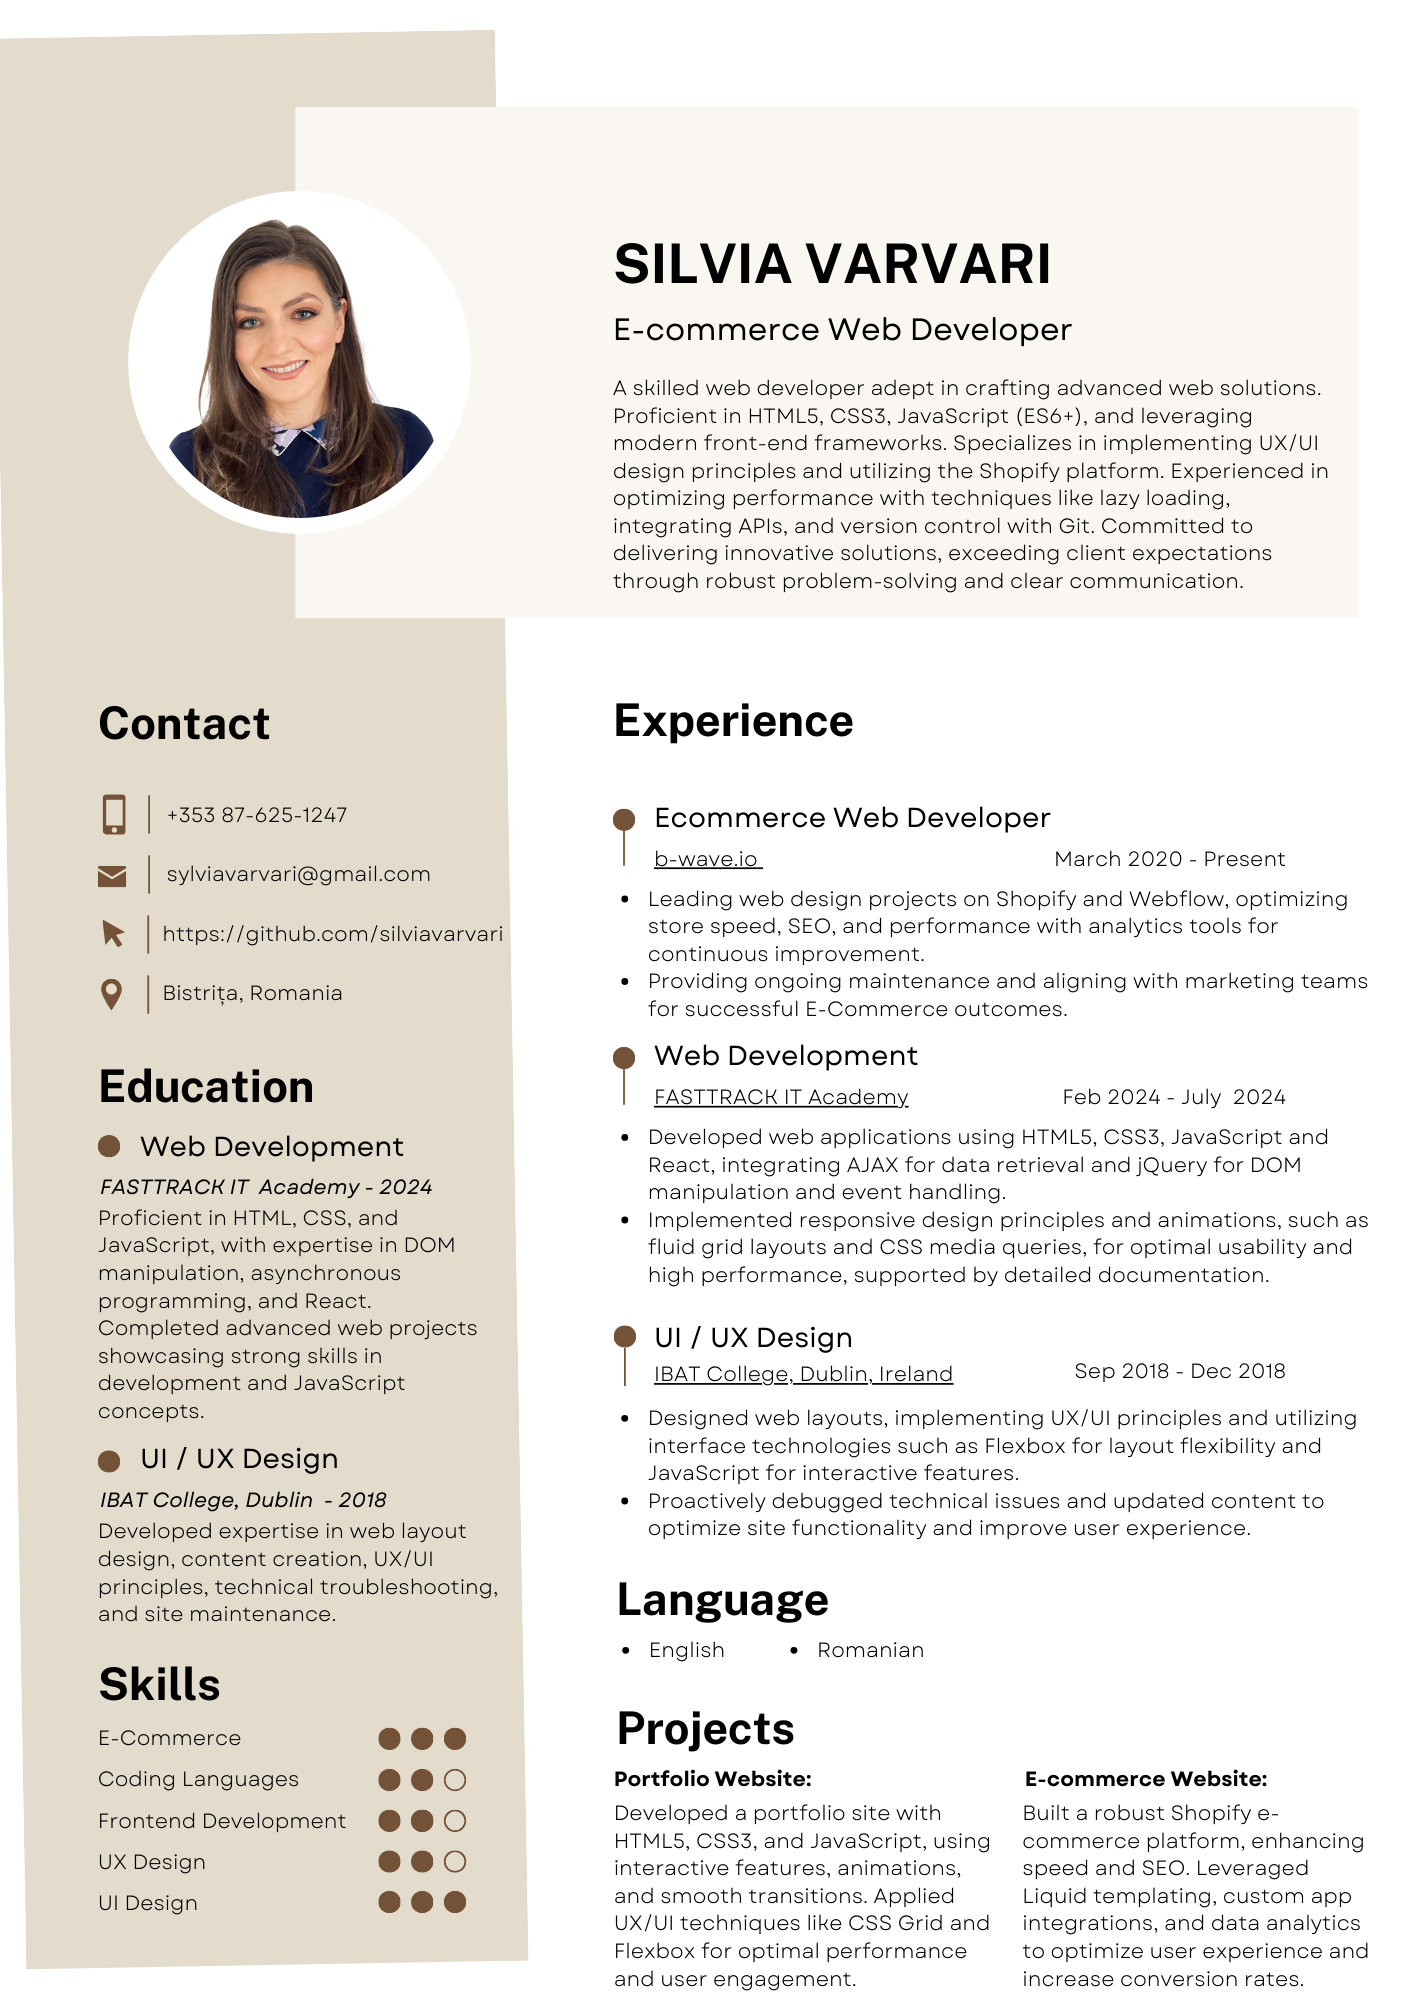 SILVIA VARVARI
E-commerce Web Developer
A skilled web developer adept in crafting advanced web solutions.
Proficient in HTML5, CSS3, JavaScript (ES6+), and leveraging
modern front-end frameworks. Specializes in implementing UX/UI
design principles and utilizing the Shopify platform. Experienced in
optimizing performance with techniques like lazy loading,
integrating APIs, and version control with Git. Committed to
delivering innovative solutions, exceeding client expectations
through robust problem-solving and clear communication.
Contact
+353 87-625-1247
sylviavarvari@gmail.com
https://github.com/silviavarvari
Bistrița, Romania
Education
Web Development
FASTTRACK IT Academy - 2024
Proficient in HTML, CSS, and
JavaScript, with expertise in DOM
manipulation, asynchronous
programming, and React.
Completed advanced web projects
showcasing strong skills in
development and JavaScript
concepts.
UI / UX Design
IBAT College, Dublin - 2018
Developed expertise in web layout
design, content creation, UX/UI
principles, technical troubleshooting,
and site maintenance.
Skills
E-Commerce
Coding Languages
Frontend Development
UX Design
UI Design
Experience
Ecommerce Web Developer
b-wave.io March 2020 - Present
• Leading web design projects on Shopify and Webflow, optimizing
store speed, SEO, and performance with analytics tools for
continuous improvement.
• Providing ongoing maintenance and aligning with marketing teams
for successful E-Commerce outcomes.
Web Development
FASTTRACK IT Academy Feb 2024 - July 2024
• Developed web applications using HTML5, CSS3, JavaScript and
React, integrating AJAX for data retrieval and jQuery for DOM
manipulation and event handling.
• Implemented responsive design principles and animations, such as
fluid grid layouts and CSS media queries, for optimal usability and
high performance, supported by detailed documentation.
UI / UX Design
IBAT College, Dublin, Ireland Sep 2018 - Dec 2018
• Designed web layouts, implementing UX/UI principles and utilizing
interface technologies such as Flexbox for layout flexibility and
JavaScript for interactive features.
• Proactively debugged technical issues and updated content to
optimize site functionality and improve user experience.
Language
• English • Romanian
Projects
Portfolio Website:
Developed a portfolio site with
HTML5, CSS3, and JavaScript, using
interactive features, animations,
and smooth transitions. Applied
UX/UI techniques like CSS Grid and
Flexbox for optimal performance
and user engagement.
E-commerce Website:
Built a robust Shopify e-
commerce platform, enhancing
speed and SEO. Leveraged
Liquid templating, custom app
integrations, and data analytics
to optimize user experience and
increase conversion rates.